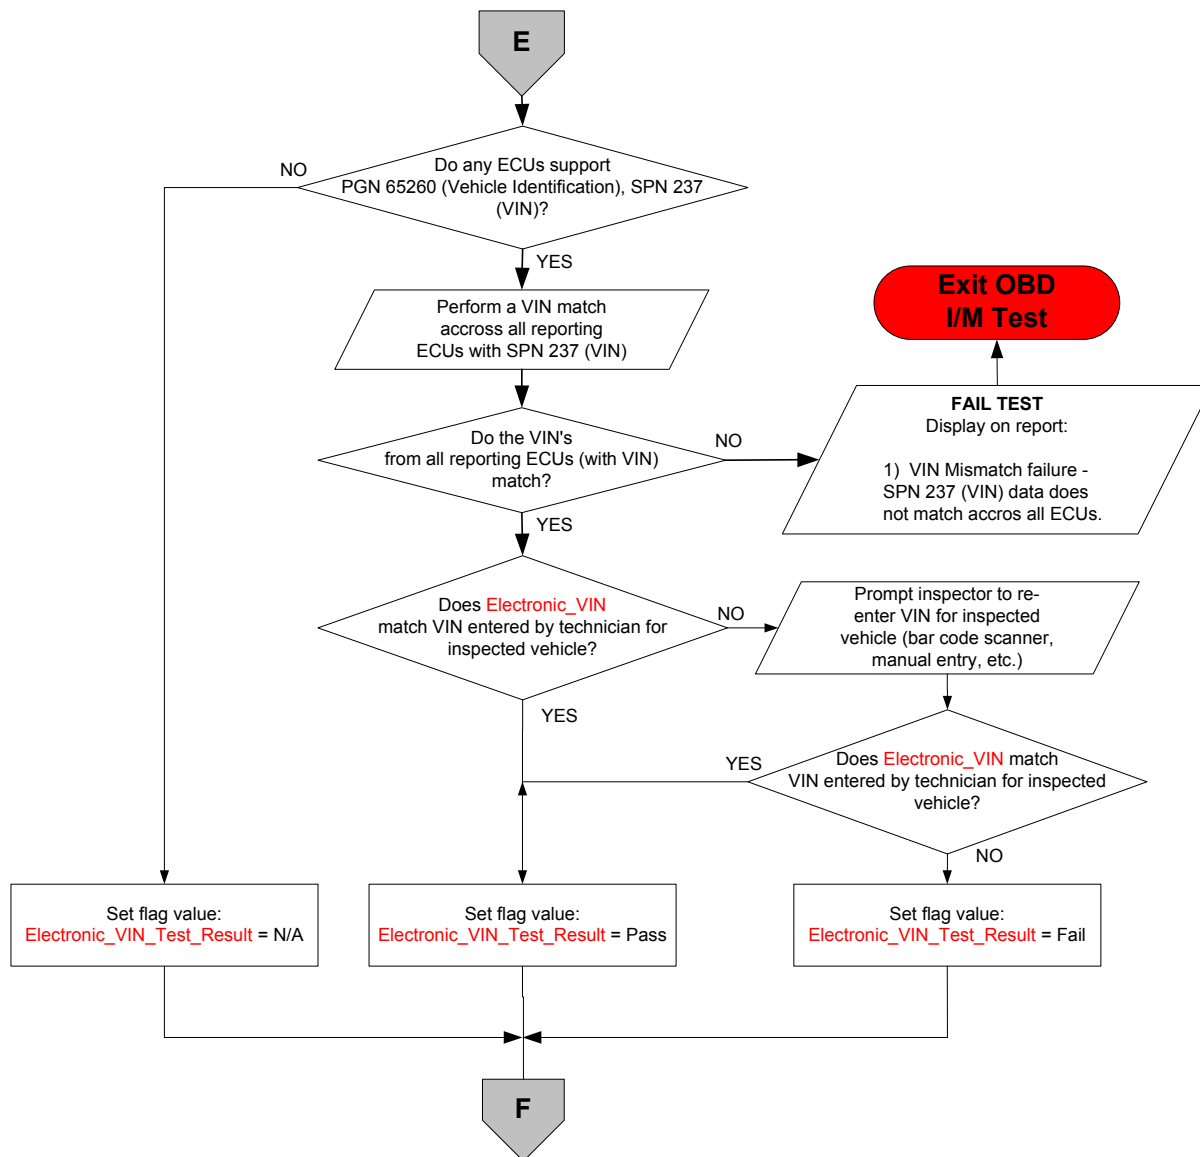 E
Do any ECUs support
PGN 65260 (Vehicle Identification), SPN 237
(VIN)?
NO
YES
Perform a VIN match
accross all reporting
ECUs with SPN 237 (VIN)
Exit OBD
I/M Test
FAIL TEST
Display on report:
1) VIN Mismatch failure -
SPN 237 (VIN) data does
not match accros all ECUs.
Do the VIN's
from all reporting ECUs (with VIN)
match?
NO
YES
Does Electronic_VIN
match VIN entered by technician for
inspected vehicle?
NO
Prompt inspector to re-
enter VIN for inspected
vehicle (bar code scanner,
manual entry, etc.)
YES
Does Electronic_VIN match
VIN entered by technician for inspected
vehicle?
YES
NO
Set flag value:
Electronic_VIN_Test_Result = N/A
Set flag value:
Electronic_VIN_Test_Result = Pass
Set flag value:
Electronic_VIN_Test_Result = Fail
F